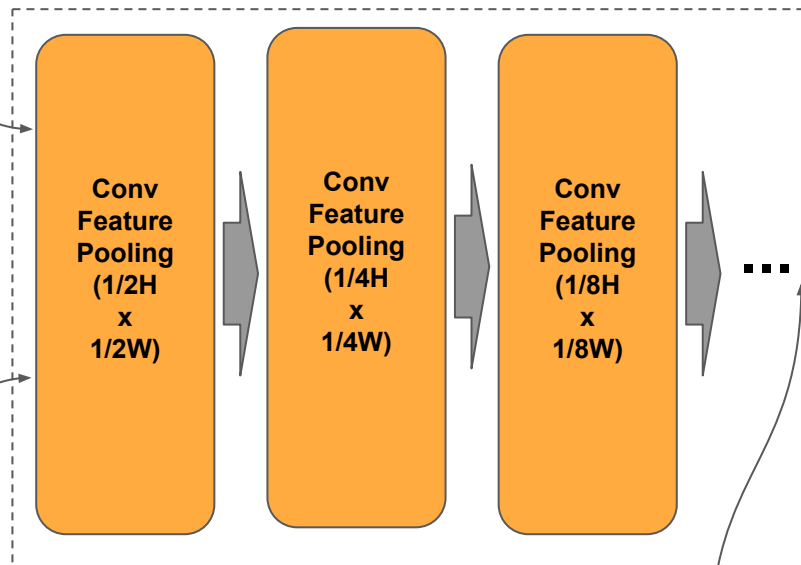 Conv
Feature
Pooling
(1/2H
x
1/2W)
Conv
Feature
Pooling
(1/4H
x
1/4W)
Conv
Feature
Pooling
(1/8H
x
1/8W)
...